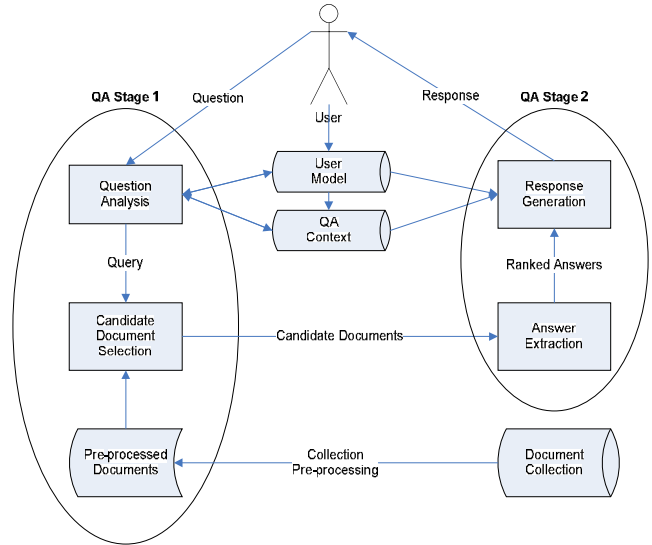 QA Stage 1
Question
Response
QA Stage 2
User
Question
Analysis
User
Model
Response
Generation
QA
Context
Query
Ranked Answers
Candidate
Document
Selection
Candidate Documents
Answer
Extraction
Pre-processed
Documents
Collection
Pre-processing
Document
Collection